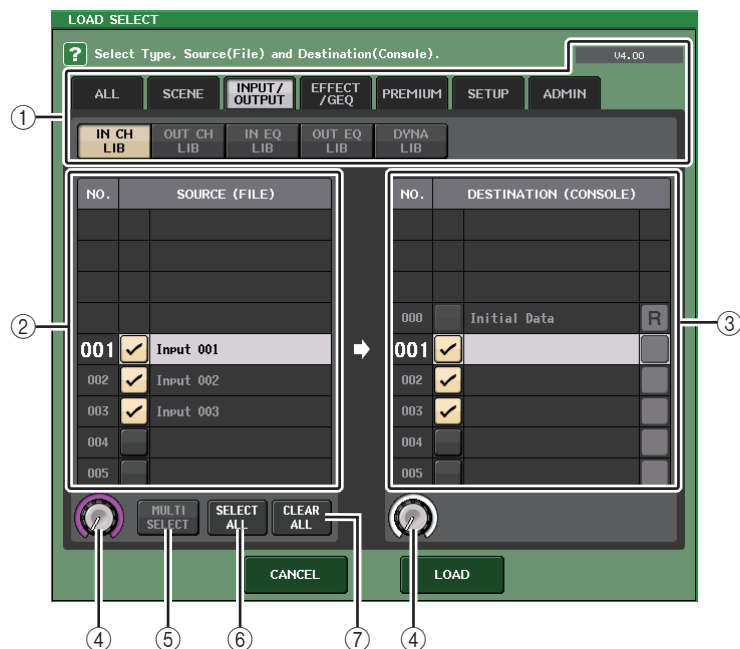 LOAD SELECT
? Select Type, Source(File) and Destination(Console).
V4.00
ALL SCENE INPUT/ OUTPUT EFFECT /GEQ PREMIUM SETUP ADMIN
①
IN CH LIB OUT CH LIB IN EQ LIB OUT EQ LIB DYNA LIB
NO. SOURCE (FILE)
NO. DESTINATION (CONSOLE)
②
③
000 Initial Data R
001 ✓ Input 001
001 ✓
002 ✓ Input 002
002 ✓
003 ✓ Input 003
003 ✓
004
004
005
005
MULTI SELECT SELECT ALL CLEAR ALL
CANCEL LOAD
④ ⑤ ⑥ ⑦ ④